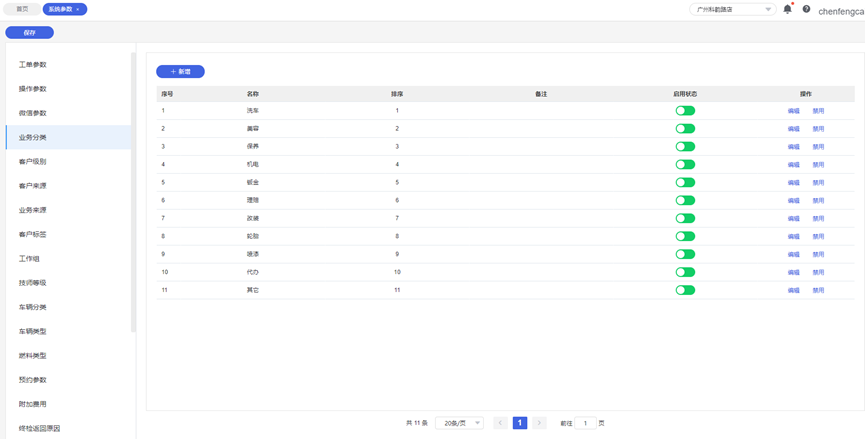 首页 系统参数 × 广州科韵路店 chenfengca
保存
工单参数
操作参数
微信参数
业务分类
客户级别
客户来源
业务来源
客户标签
工作组
技师等级
车辆分类
车辆类型
燃料类型
预约参数
附加费用
终检返回原因
+ 新增
序号 名称 排序 备注 启用状态 操作
1 洗车 1 编辑 禁用
2 美容 2 编辑 禁用
3 保养 3 编辑 禁用
4 机电 4 编辑 禁用
5 钣金 5 编辑 禁用
6 理赔 6 编辑 禁用
7 改装 7 编辑 禁用
8 轮胎 8 编辑 禁用
9 喷漆 9 编辑 禁用
10 代办 10 编辑 禁用
11 其它 11 编辑 禁用
共 11 条 20条/页 < 1 > 前往 1 页